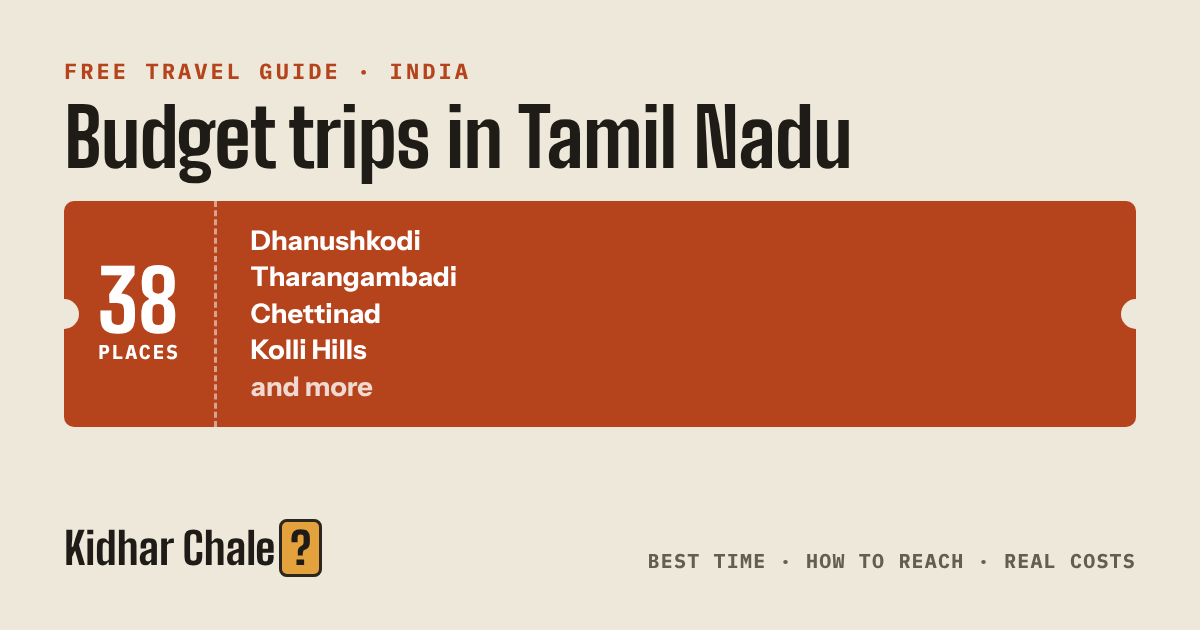 FREE TRAVEL GUIDE · INDIA
Budget trips in Tamil Nadu
38
PLACES
Dhanushkodi
Tharangambadi
Chettinad
Kolli Hills
and more
Kidhar Chale ?
BEST TIME · HOW TO REACH · REAL COSTS